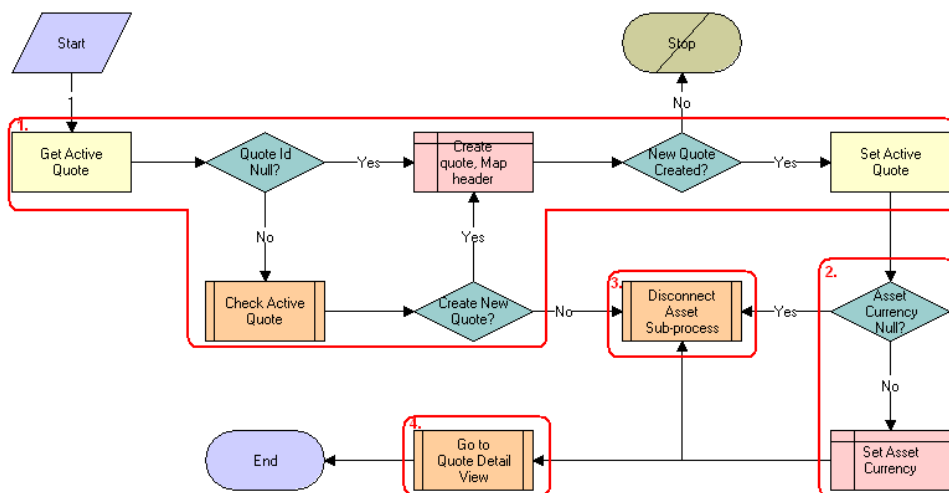 Start
Stop
1
No
1.
Get Active
Quote
Quote Id
Null?
Yes
Create
quote, Map
header
New Quote
Created?
Yes
Set Active
Quote
No
Yes
2.
3.
Check Active
Quote
Create New
Quote?
No
Disconnect
Asset
Sub-process
Yes
Asset
Currency
Null?
No
4.
End
Go to
Quote Detail
View
Set Asset
Currency